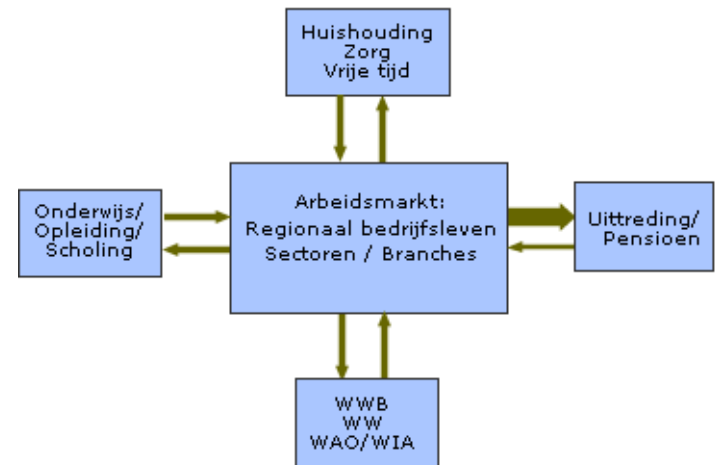 Huishouding
Zorg
Vrije tijd
Onderwijs/
Opleiding/
Scholing
Arbeidsmarkt:
Regionaal bedrijfsleven
Sectoren / Branches
Uittreding/
Pensioen
WWB
WW
WAO/WIA